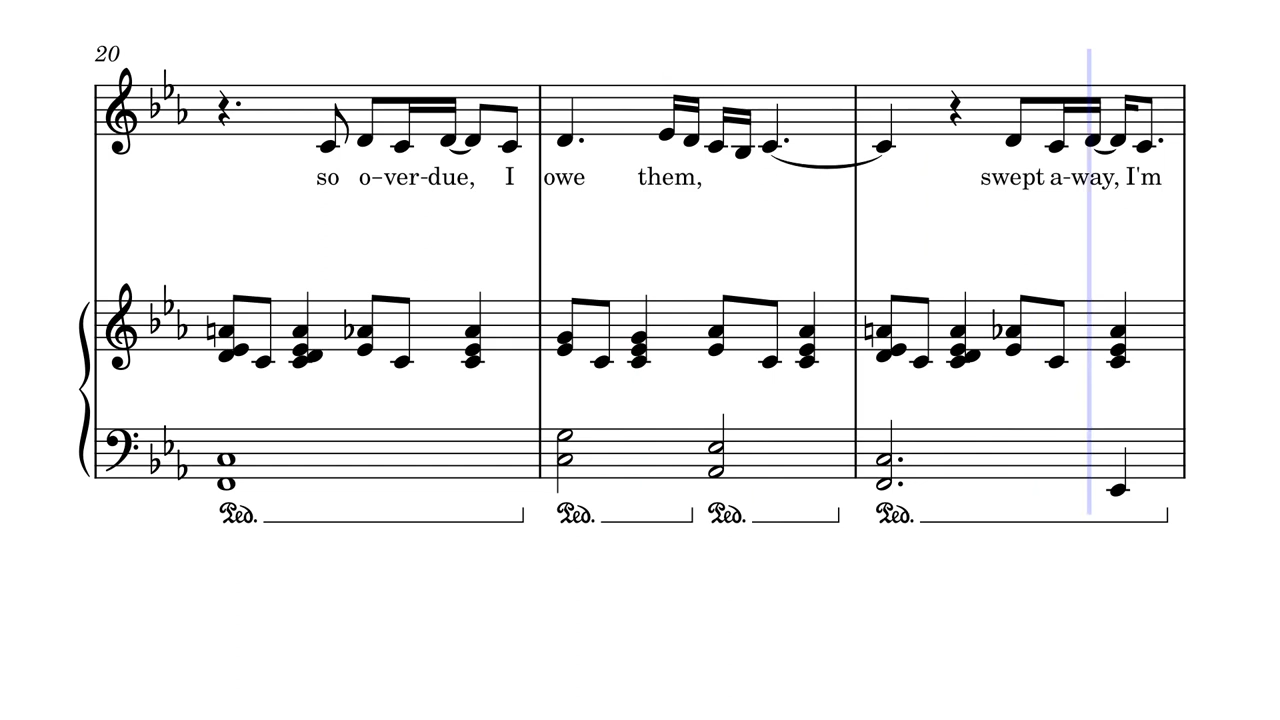 20
so o-ver-due, I owe them, swept a-way, I'm
Ped. Ped. Ped. Ped.